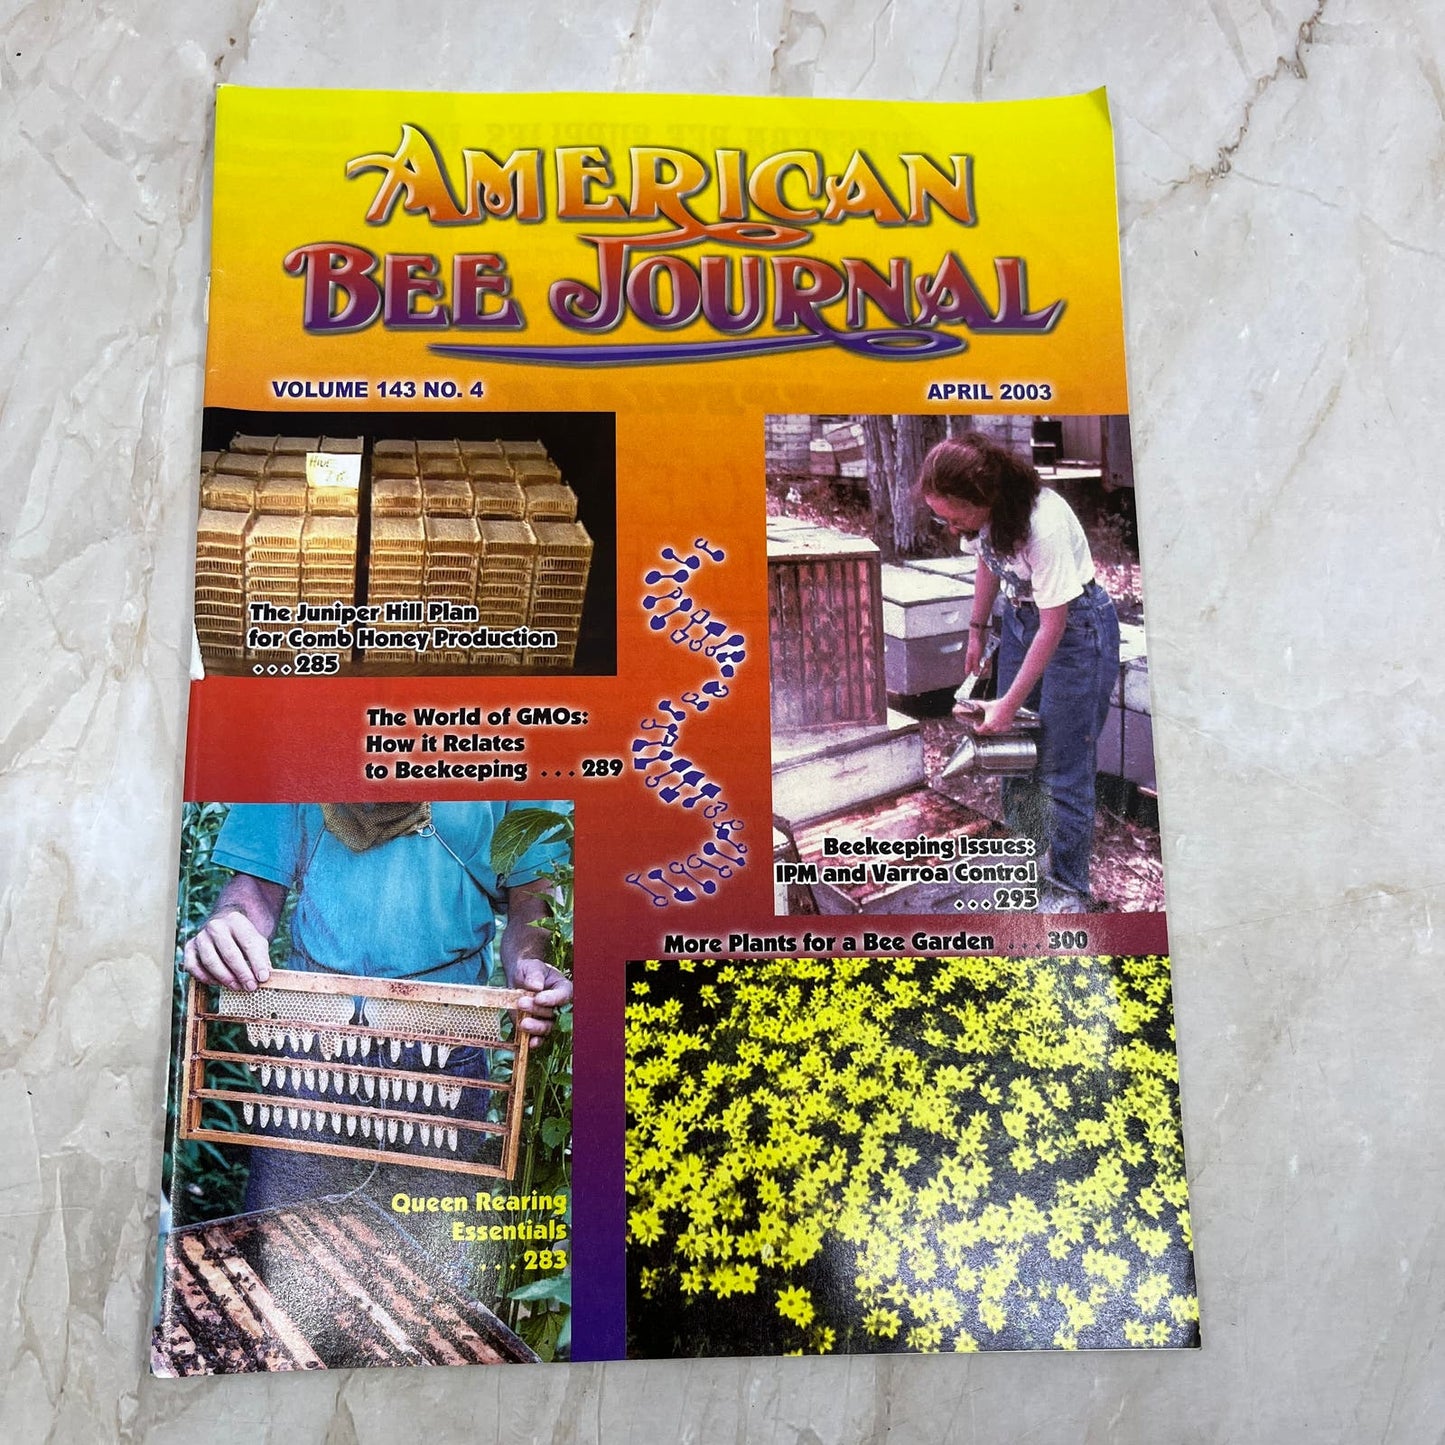 AMERICAN
BEE JOURNAL
VOLUME 143 NO. 4
APRIL 2003
The Juniper Hill Plan
for Comb Honey Production
. . . 285
The World of GMOs:
How it Relates
to Beekeeping . . . 289
Beekeeping Issues:
IPM and Varroa Control
. . . 295
More Plants for a Bee Garden . . . 300
Queen Rearing
Essentials
. . . 283